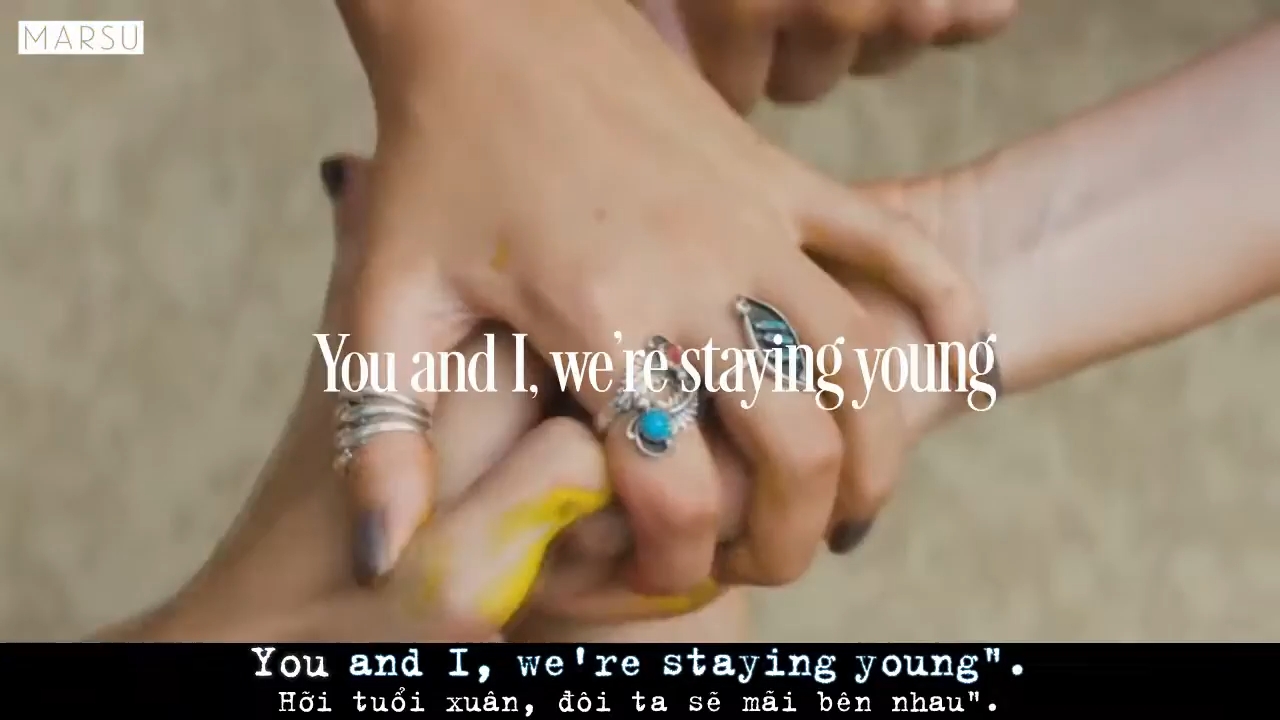 MARSU
You and I, we're staying young
You and I, we're staying young".
Hỡi tuổi xuân, đôi ta sẽ mãi bên nhau".